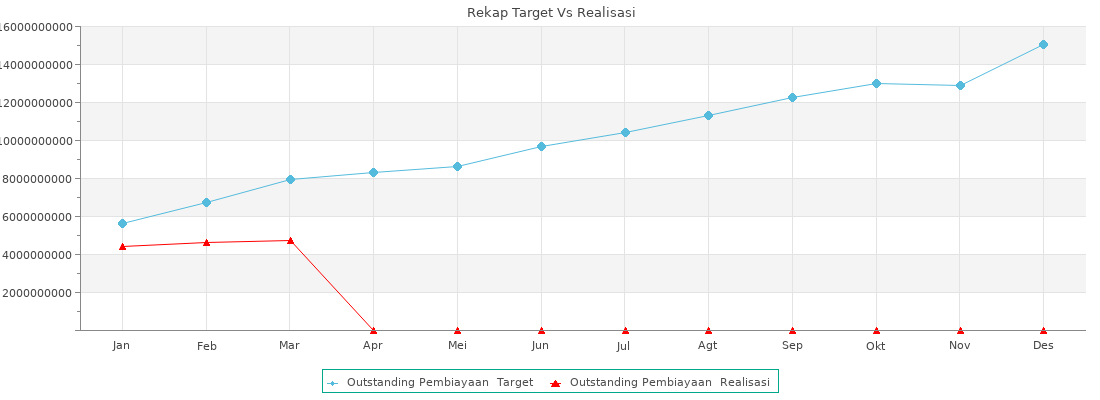 Rekap Target Vs Realisasi
16000000000
14000000000
12000000000
10000000000
8000000000
6000000000
4000000000
2000000000
Jan Feb Mar Apr Mei Jun Jul Agt Sep Okt Nov Des
Outstanding Pembiayaan Target Outstanding Pembiayaan Realisasi